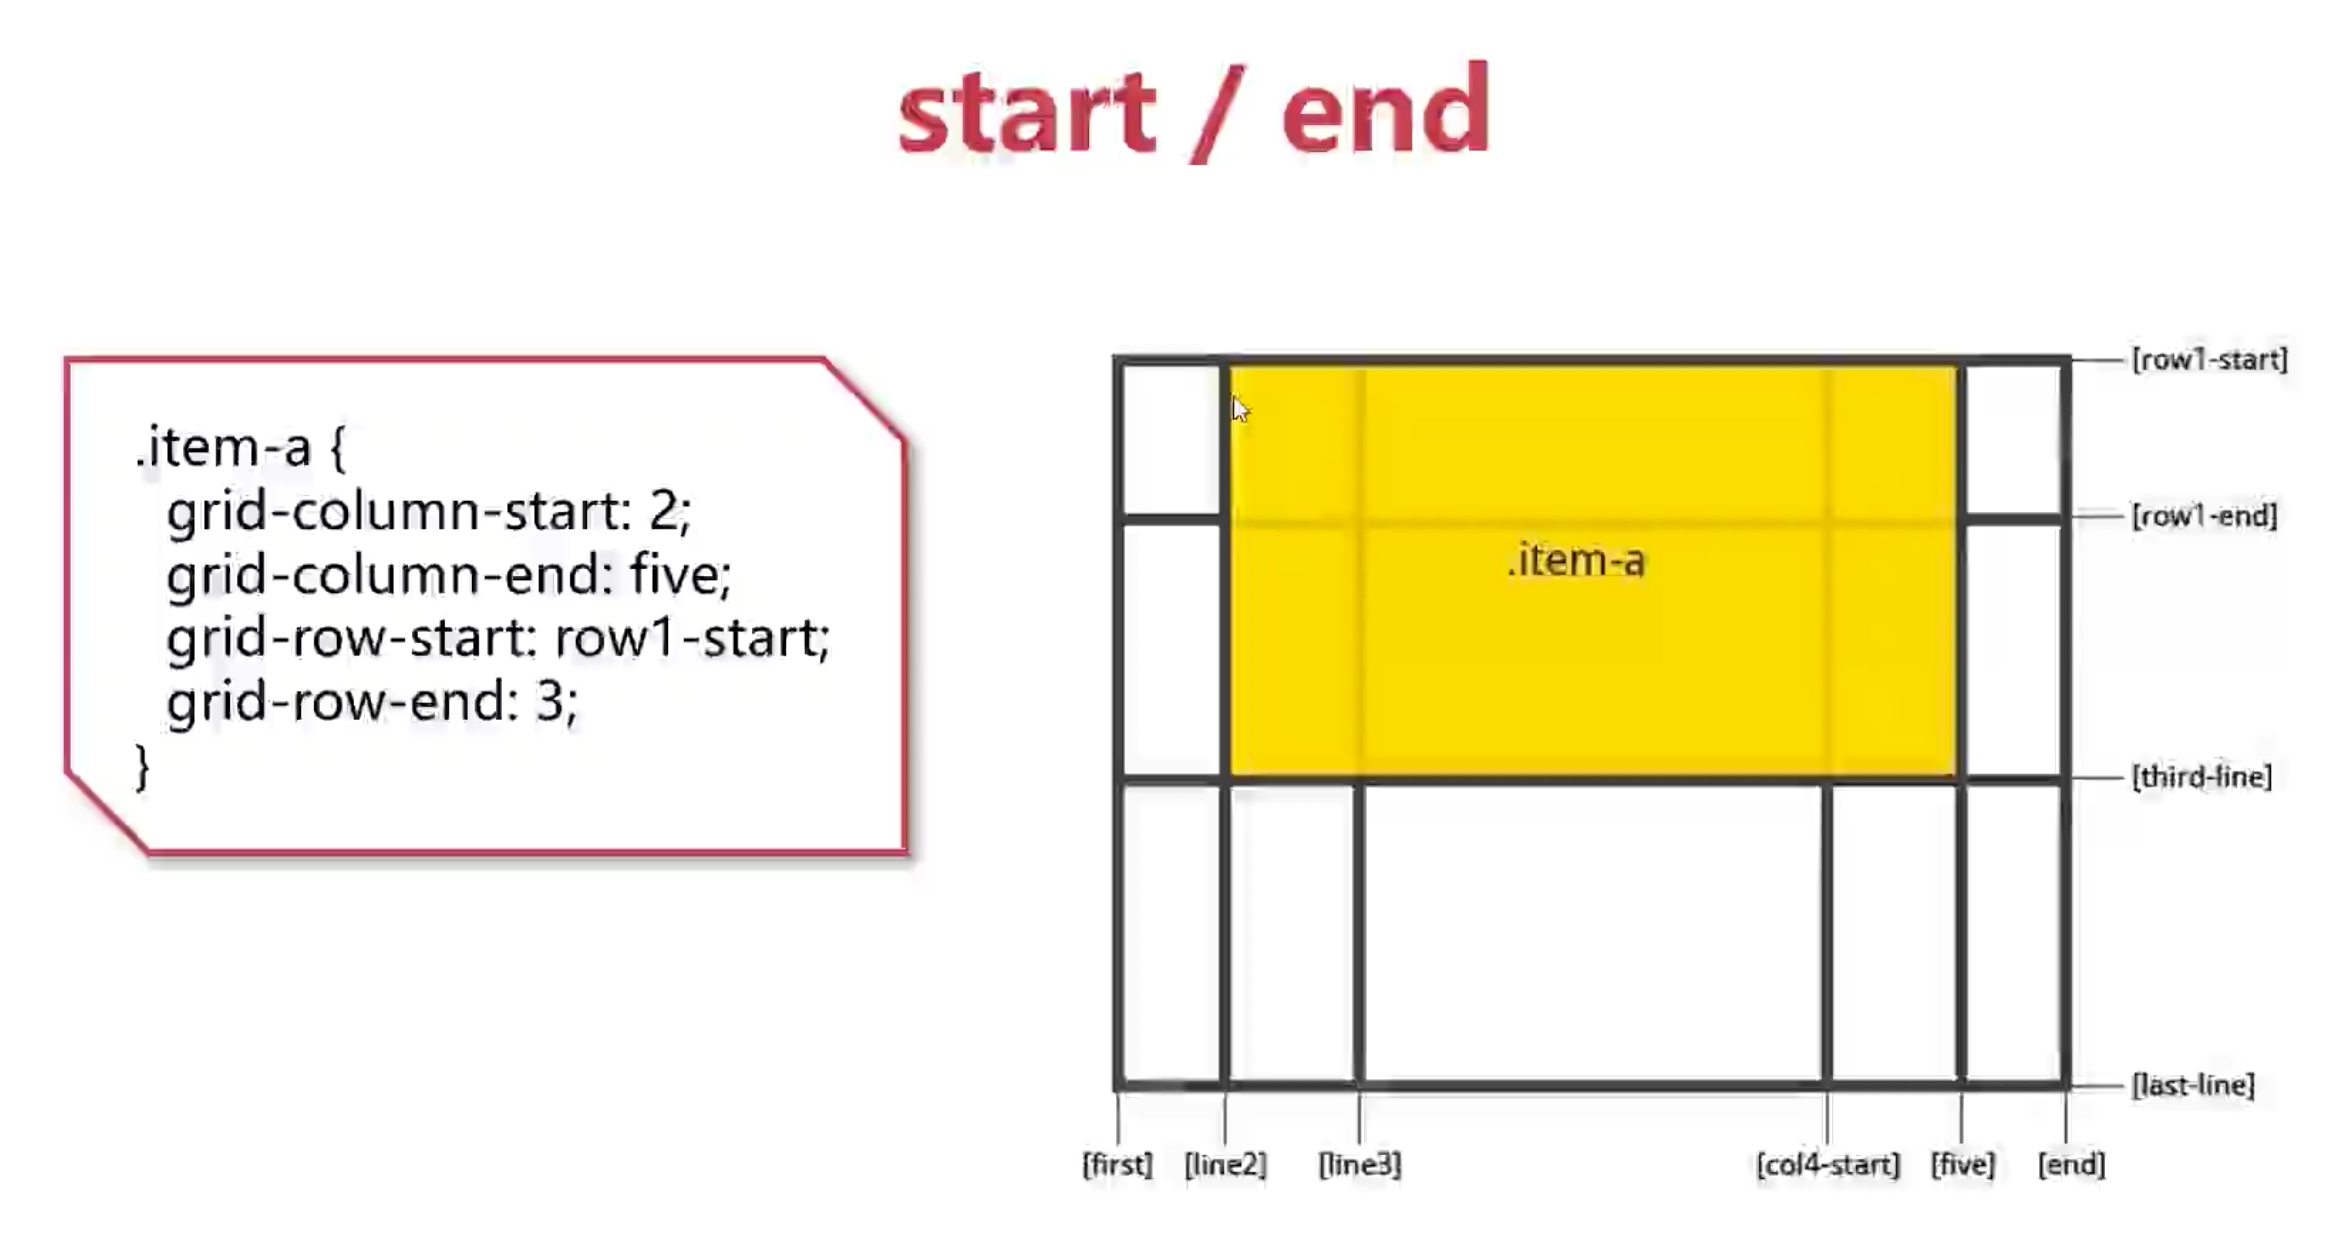 start / end
.item-a {
grid-column-start: 2;
grid-column-end: five;
grid-row-start: row1-start;
grid-row-end: 3;
}
[row1-start]
[row1-end]
.item-a
[third-line]
[last-line]
[first] [line2] [line3] [col4-start] [five] [end]